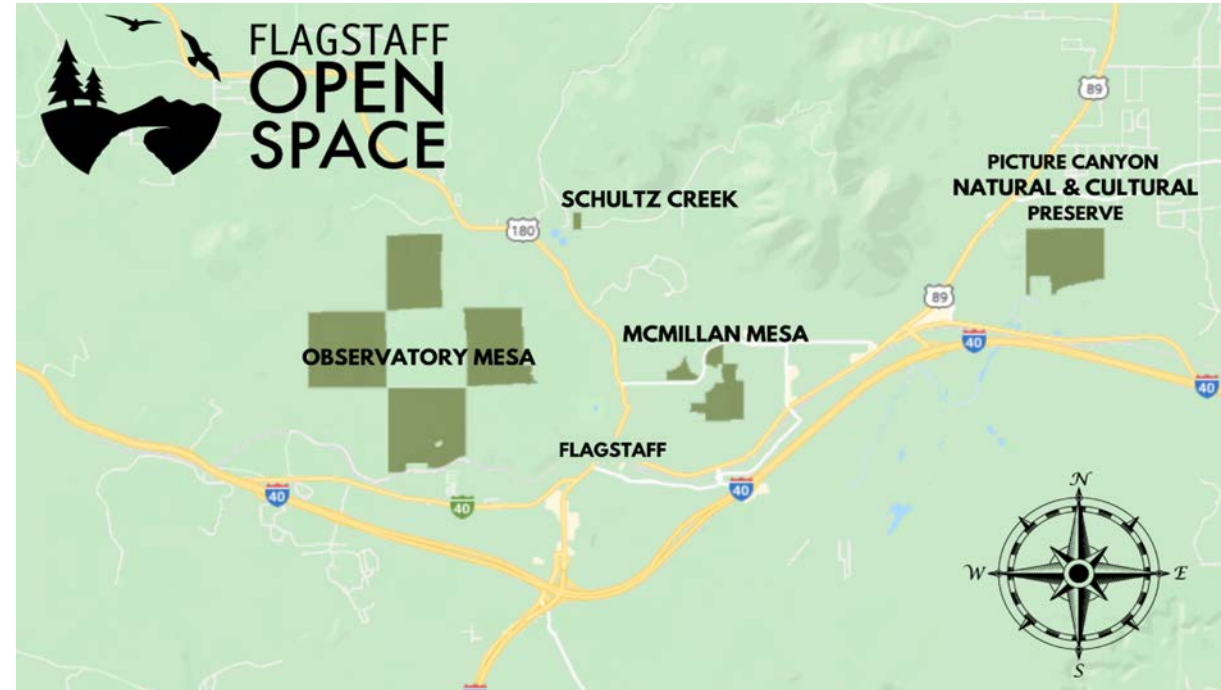 FLAGSTAFF
OPEN
SPACE
89
PICTURE CANYON
NATURAL & CULTURAL
PRESERVE
SCHULTZ CREEK
180
89
MCMILLAN MESA
40
OBSERVATORY MESA
40
FLAGSTAFF
40
40
40
N
W
E
S